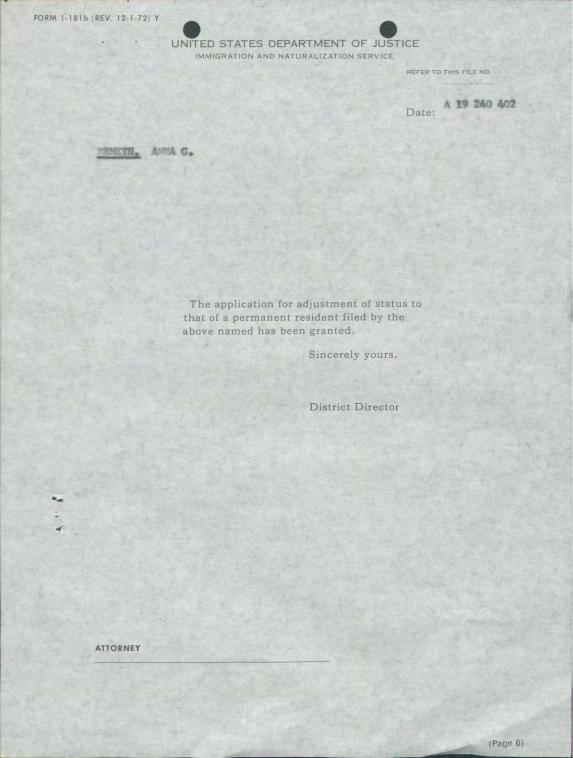 FORM 1-181b (REV. 12-1-72) Y
UNITED STATES DEPARTMENT OF JUSTICE
IMMIGRATION AND NATURALIZATION SERVICE
REFER TO THIS FILE NO.
A 19 240 402
Date:
NEMETH, ANNA G.
The application for adjustment of status to
that of a permanent resident filed by the
above named has been granted.
Sincerely yours,
District Director
ATTORNEY
(Page 6)